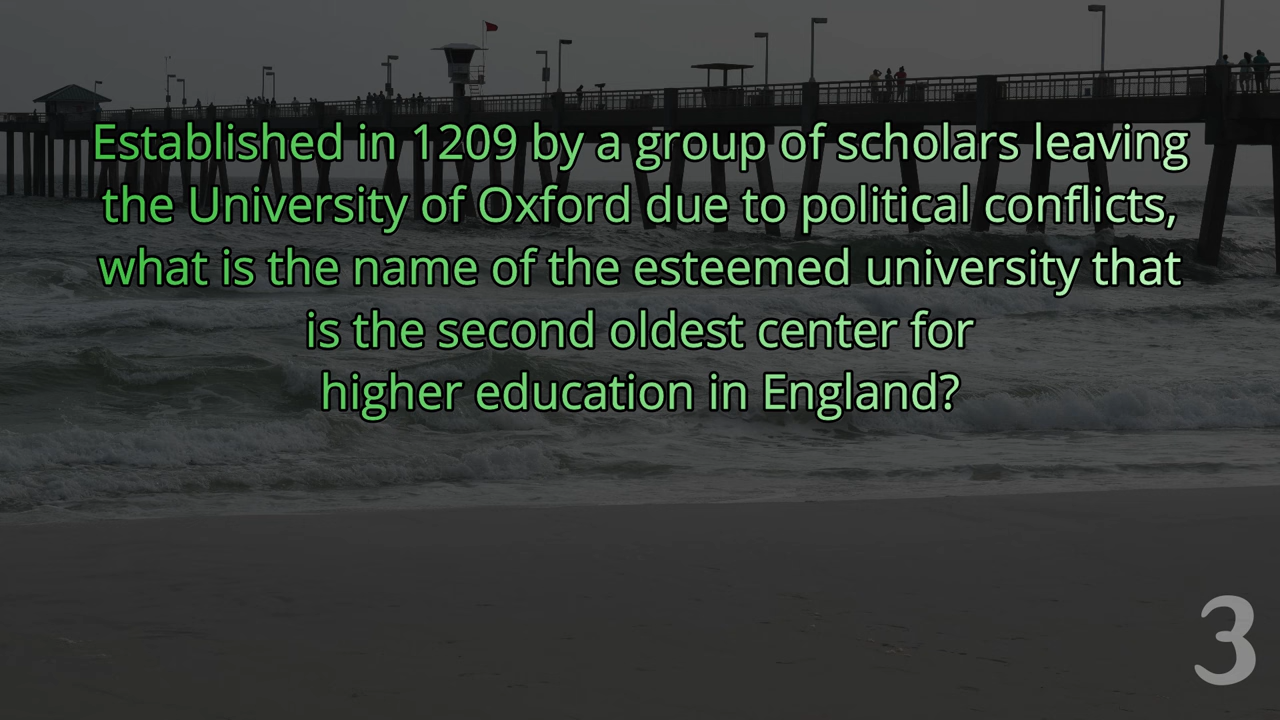 Established in 1209 by a group of scholars leaving
the University of Oxford due to political conflicts,
what is the name of the esteemed university that
is the second oldest center for
higher education in England?
3